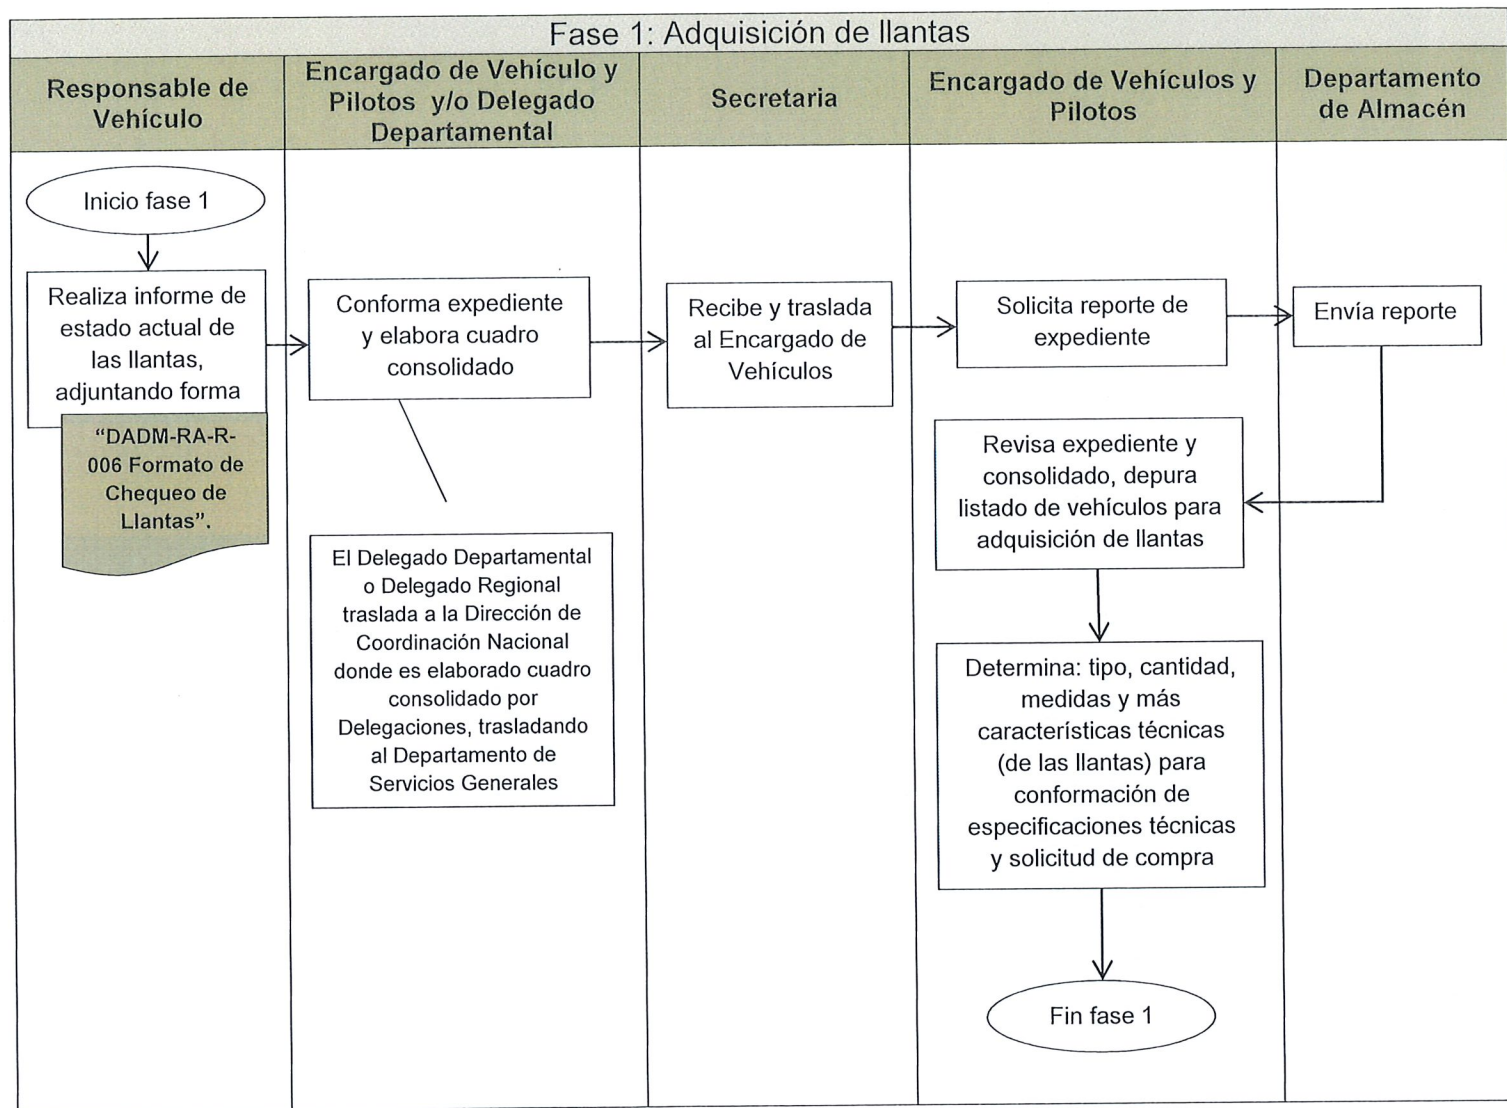 Fase 1: Adquisición de llantas
Responsable de
Vehículo
Encargado de Vehículo y
Pilotos y/o Delegado
Departamental
Secretaria
Encargado de Vehículos y
Pilotos
Departamento
de Almacén
Inicio fase 1
Realiza informe de
estado actual de
las llantas,
adjuntando forma
“DADM-RA-R-
006 Formato de
Chequeo de
Llantas”.
Conforma expediente
y elabora cuadro
consolidado
El Delegado Departamental
o Delegado Regional
traslada a la Dirección de
Coordinación Nacional
donde es elaborado cuadro
consolidado por
Delegaciones, trasladando
al Departamento de
Servicios Generales
Recibe y traslada
al Encargado de
Vehículos
Solicita reporte de
expediente
Envía reporte
Revisa expediente y
consolidado, depura
listado de vehículos para
adquisición de llantas
Determina: tipo, cantidad,
medidas y más
características técnicas
(de las llantas) para
conformación de
especificaciones técnicas
y solicitud de compra
Fin fase 1